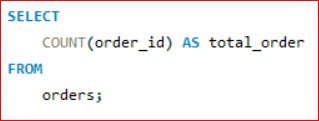 SELECT
    COUNT(order_id) AS total_order
FROM
    orders;